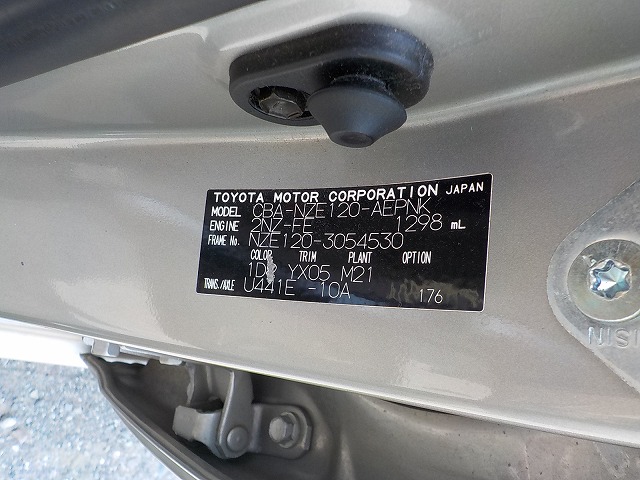 TOYOTA MOTOR CORPORATION JAPAN
MODEL CBA-NZE120-AEPNK
ENGINE 2NZ-FE 1298 mL
FRAME No. NZE120-3054530
COLOR TRIM PLANT OPTION
YX05 M21
TRANS./AXLE U441E -10A 176